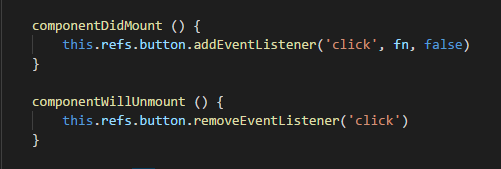 componentDidMount () {
    this.refs.button.addEventListener('click', fn, false)
}

componentWillUnmount () {
    this.refs.button.removeEventListener('click')
}